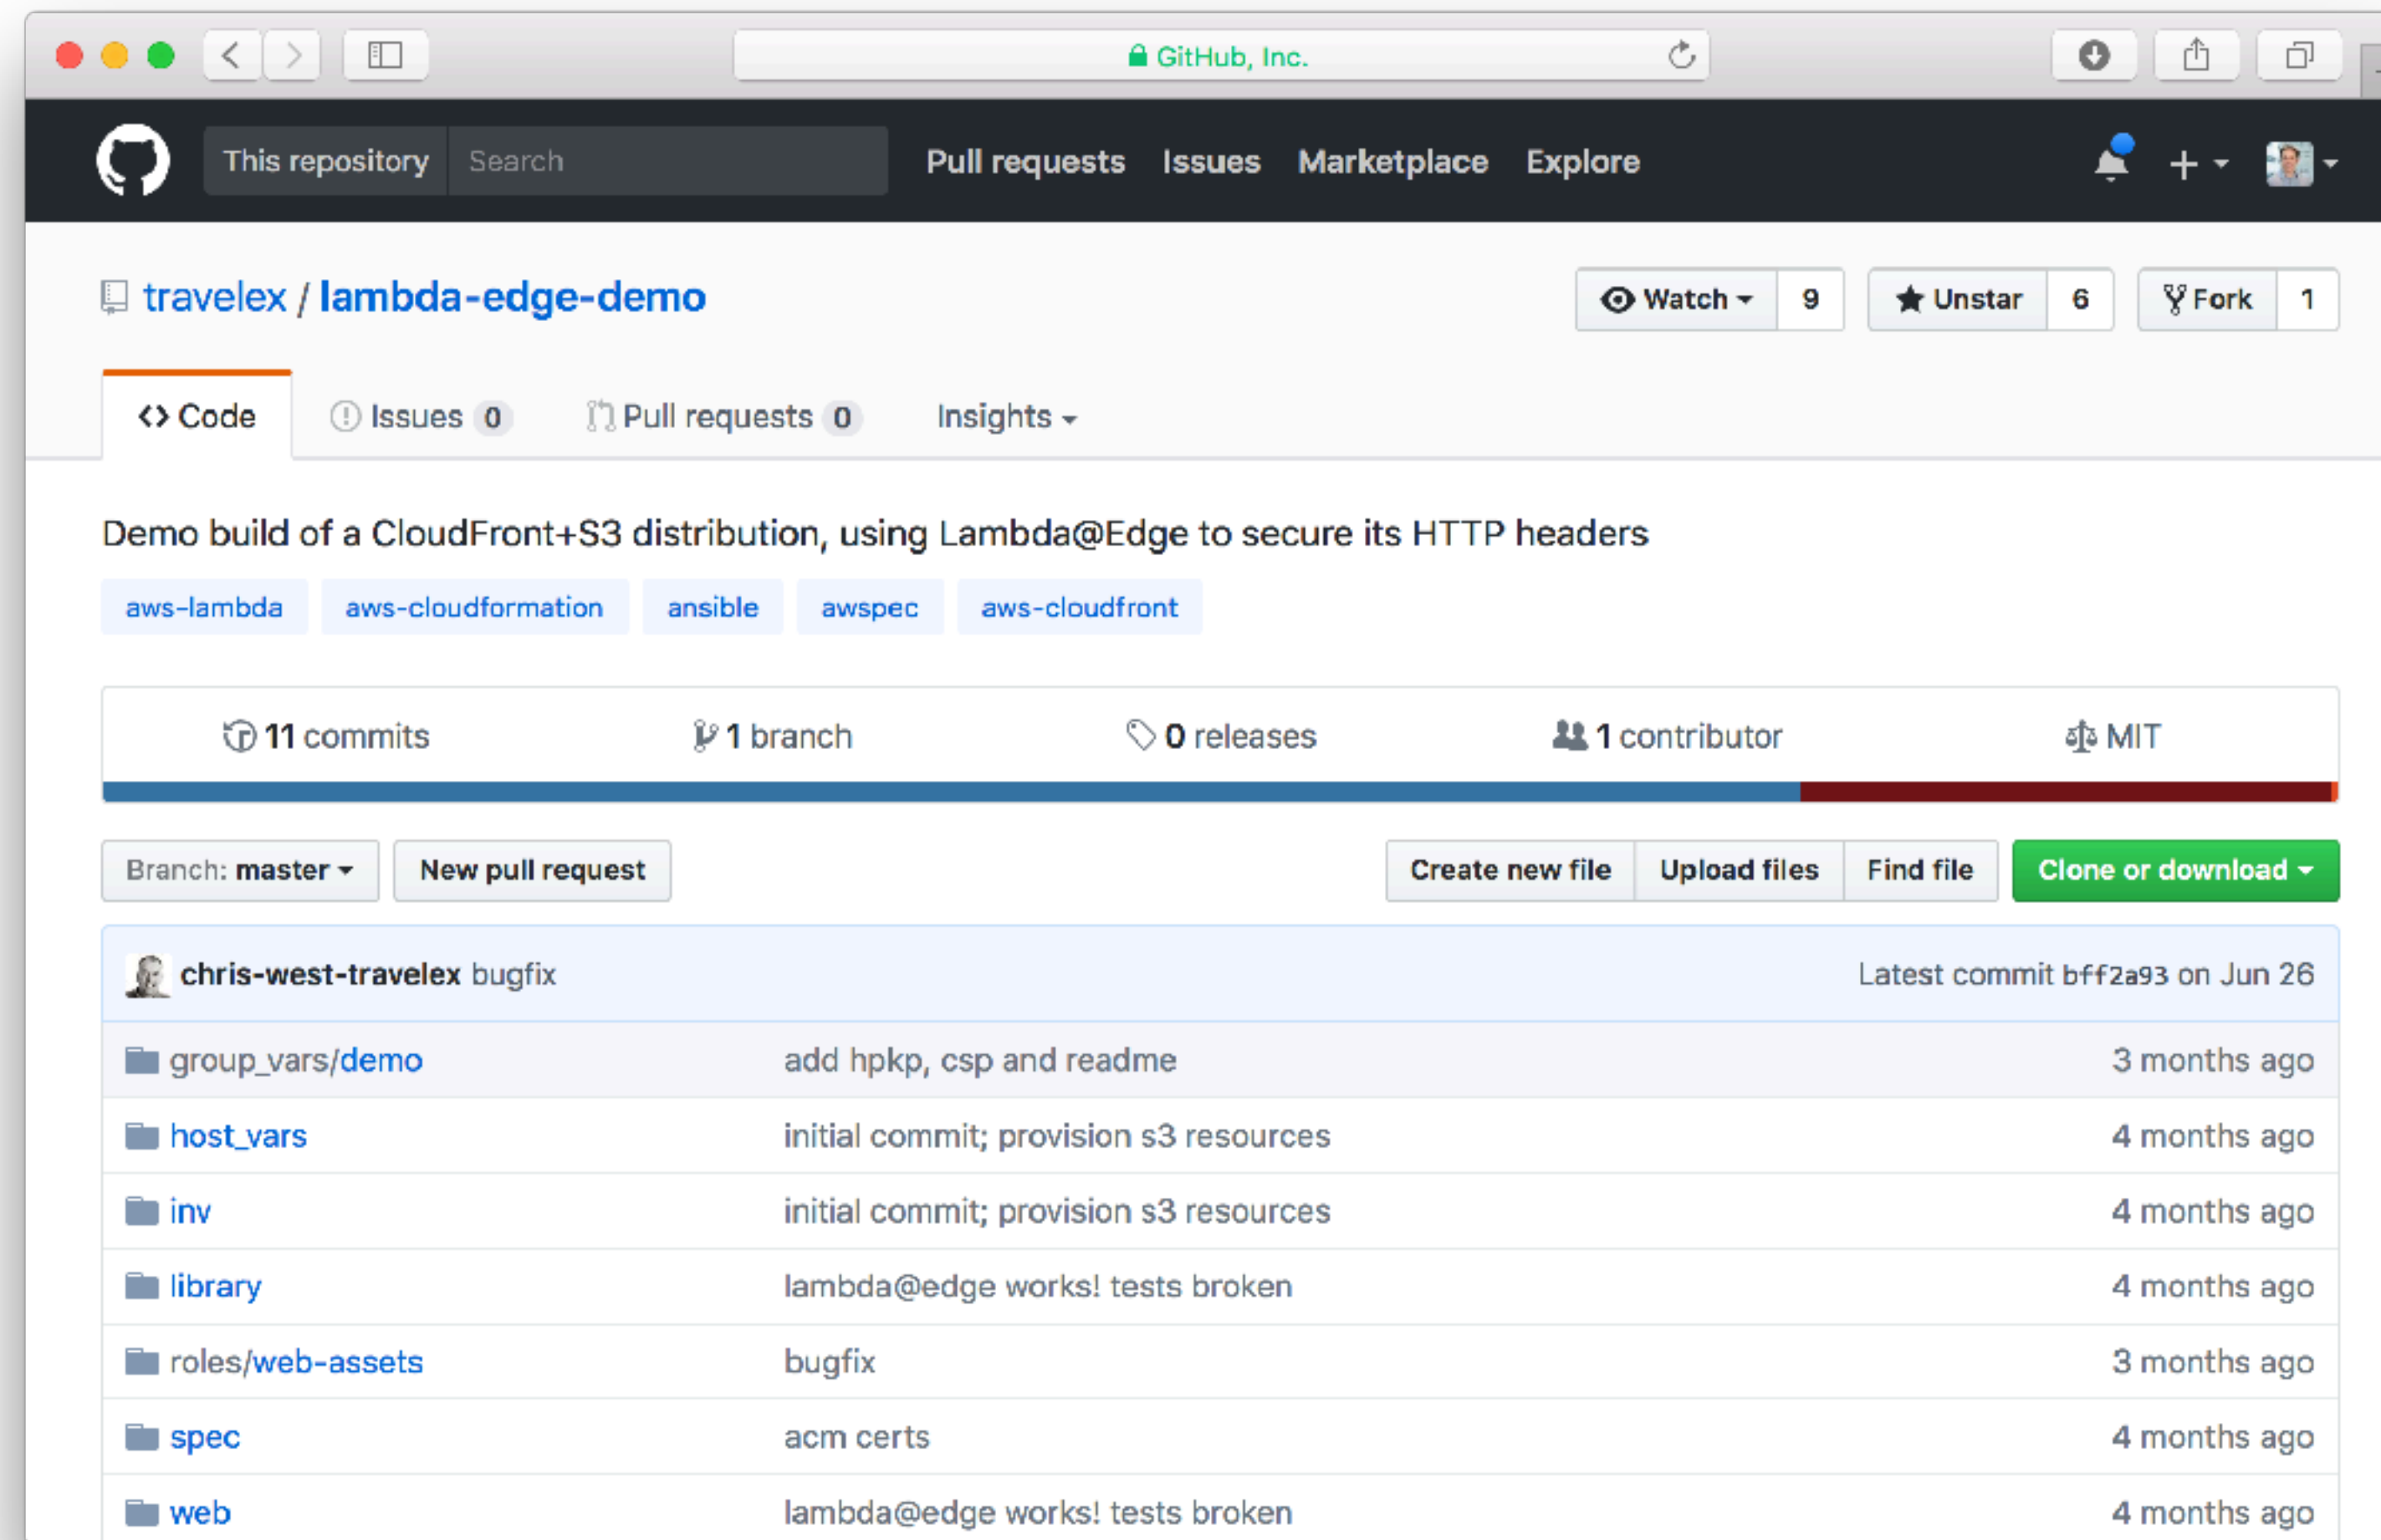 GitHub, Inc.
This repository Search Pull requests Issues Marketplace Explore
travelex / lambda-edge-demo Watch 9 Unstar 6 Fork 1
Code Issues 0 Pull requests 0 Insights
Demo build of a CloudFront+S3 distribution, using Lambda@Edge to secure its HTTP headers
aws-lambda aws-cloudformation ansible awspec aws-cloudfront
11 commits 1 branch 0 releases 1 contributor MIT
Branch: master New pull request Create new file Upload files Find file Clone or download
chris-west-travelex bugfix Latest commit bff2a93 on Jun 26
group_vars/demo add hpkp, csp and readme 3 months ago
host_vars initial commit; provision s3 resources 4 months ago
inv initial commit; provision s3 resources 4 months ago
library lambda@edge works! tests broken 4 months ago
roles/web-assets bugfix 3 months ago
spec acm certs 4 months ago
web lambda@edge works! tests broken 4 months ago